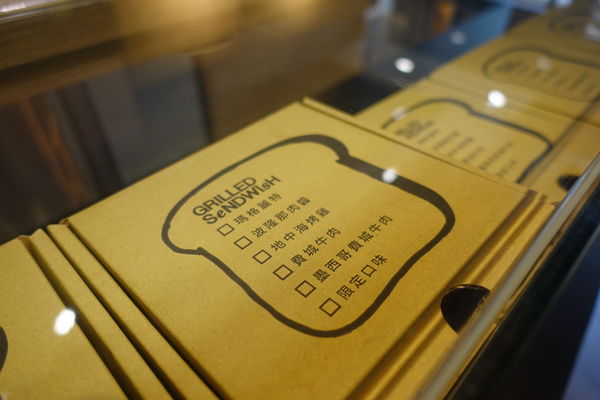 GRILLED
SeNDWIsH
瑪格麗特
波隆那肉醬
地中海烤雞
費城牛肉
墨西哥費城牛肉
限定口味